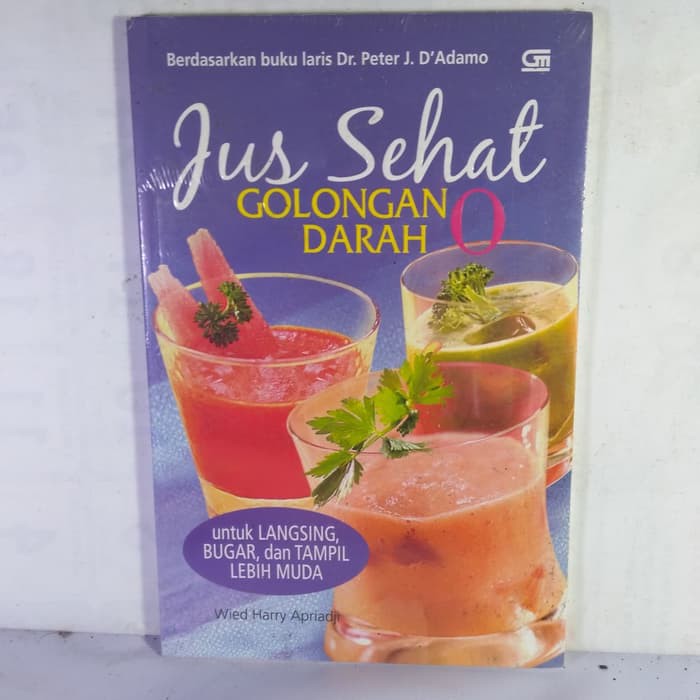 Berdasarkan buku laris Dr. Peter J. D'Adamo
GM
Jus Sehat
GOLONGAN
DARAH O
untuk LANGSING,
BUGAR, dan TAMPIL
LEBIH MUDA
Wied Harry Apriadji